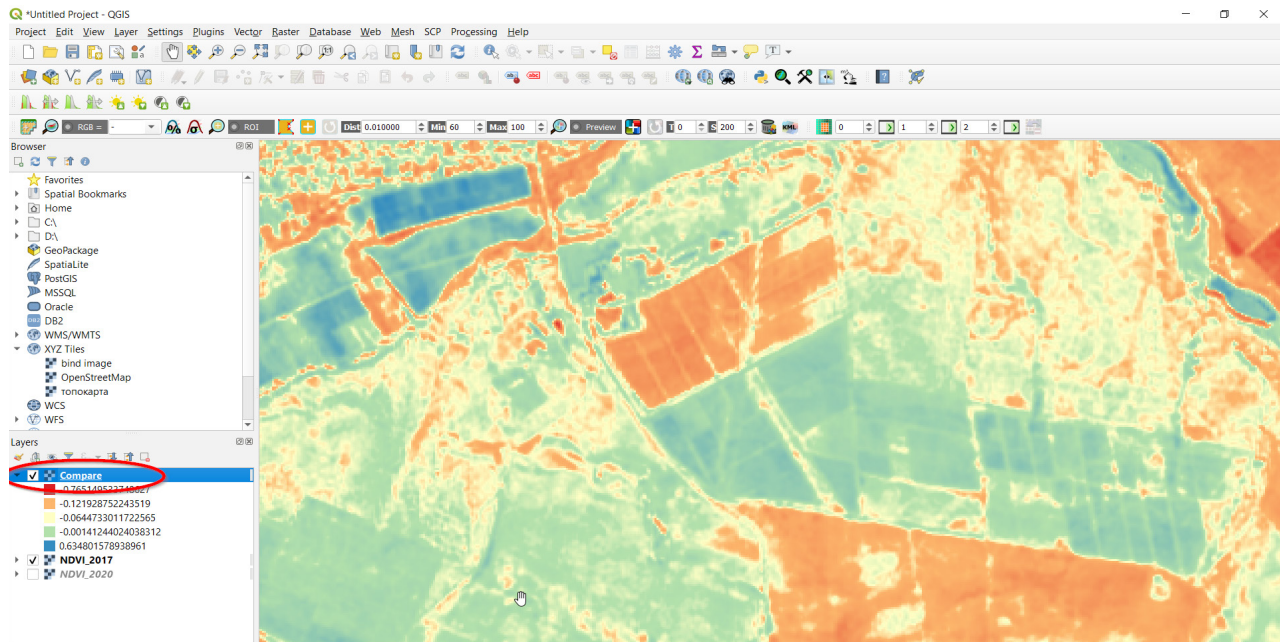 *Untitled Project - QGIS
Project Edit View Layer Settings Plugins Vector Raster Database Web Mesh SCP Processing Help
RGB = - ROI Dist 0.010000 Min 60 Max 100 Preview T 0 S 200 KML 0 1 2
Browser
Favorites
Spatial Bookmarks
Home
C:\
D:\
GeoPackage
SpatiaLite
PostGIS
MSSQL
Oracle
DB2
WMS/WMTS
XYZ Tiles
bind image
OpenStreetMap
топокарта
WCS
WFS
Layers
Compare
-0.121928752243519
-0.0644733011722565
-0.00141244024038312
0.634801578938961
NDVI_2017
NDVI_2020